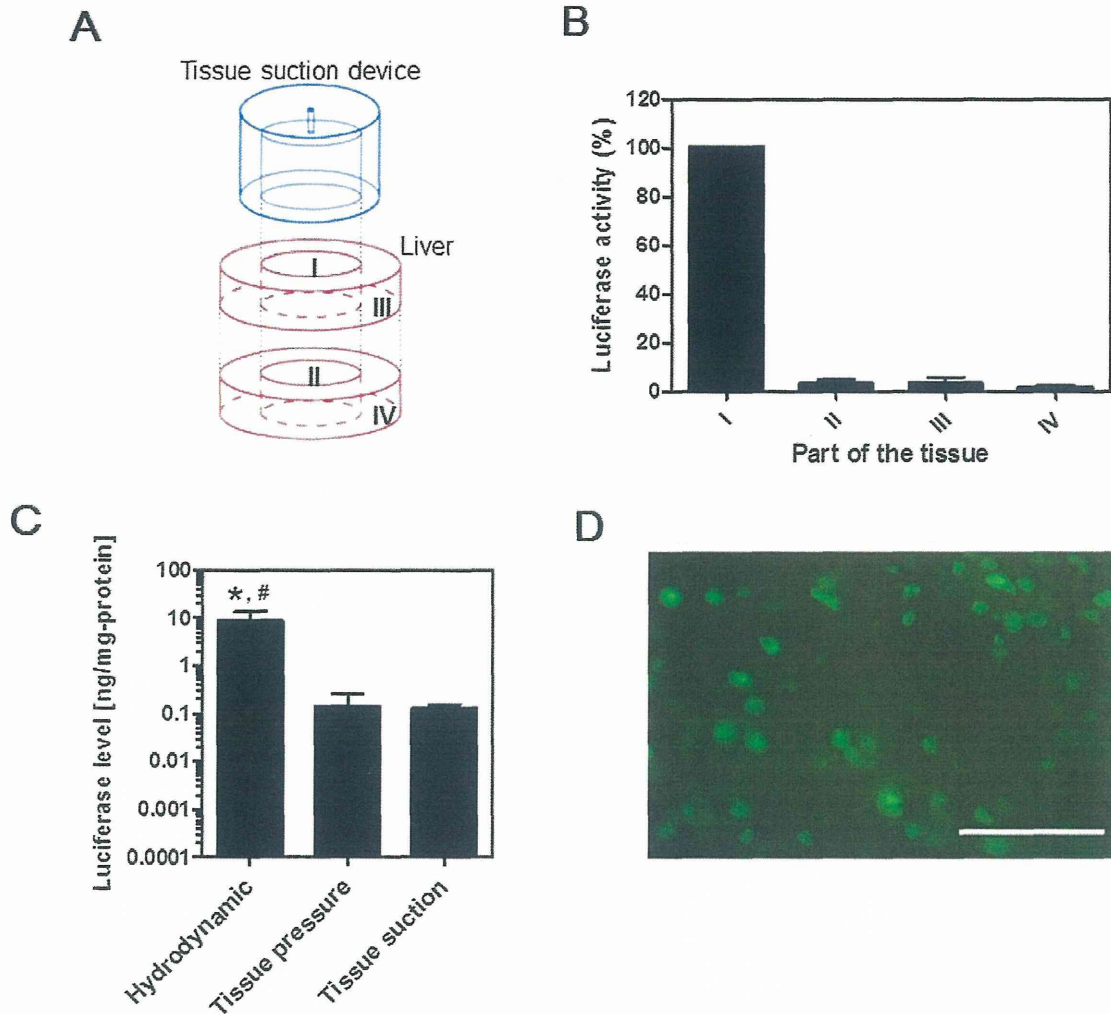 A
Tissue suction device
Liver
I
III
II
IV
B
Luciferase activity (%)
120
100
80
60
40
20
0
I
II
III
IV
Part of the tissue
C
Luciferase level [ng/mg-protein]
100
10
1
0.1
0.01
0.001
0.0001
*, #
Hydrodynamic
Tissue pressure
Tissue suction
D